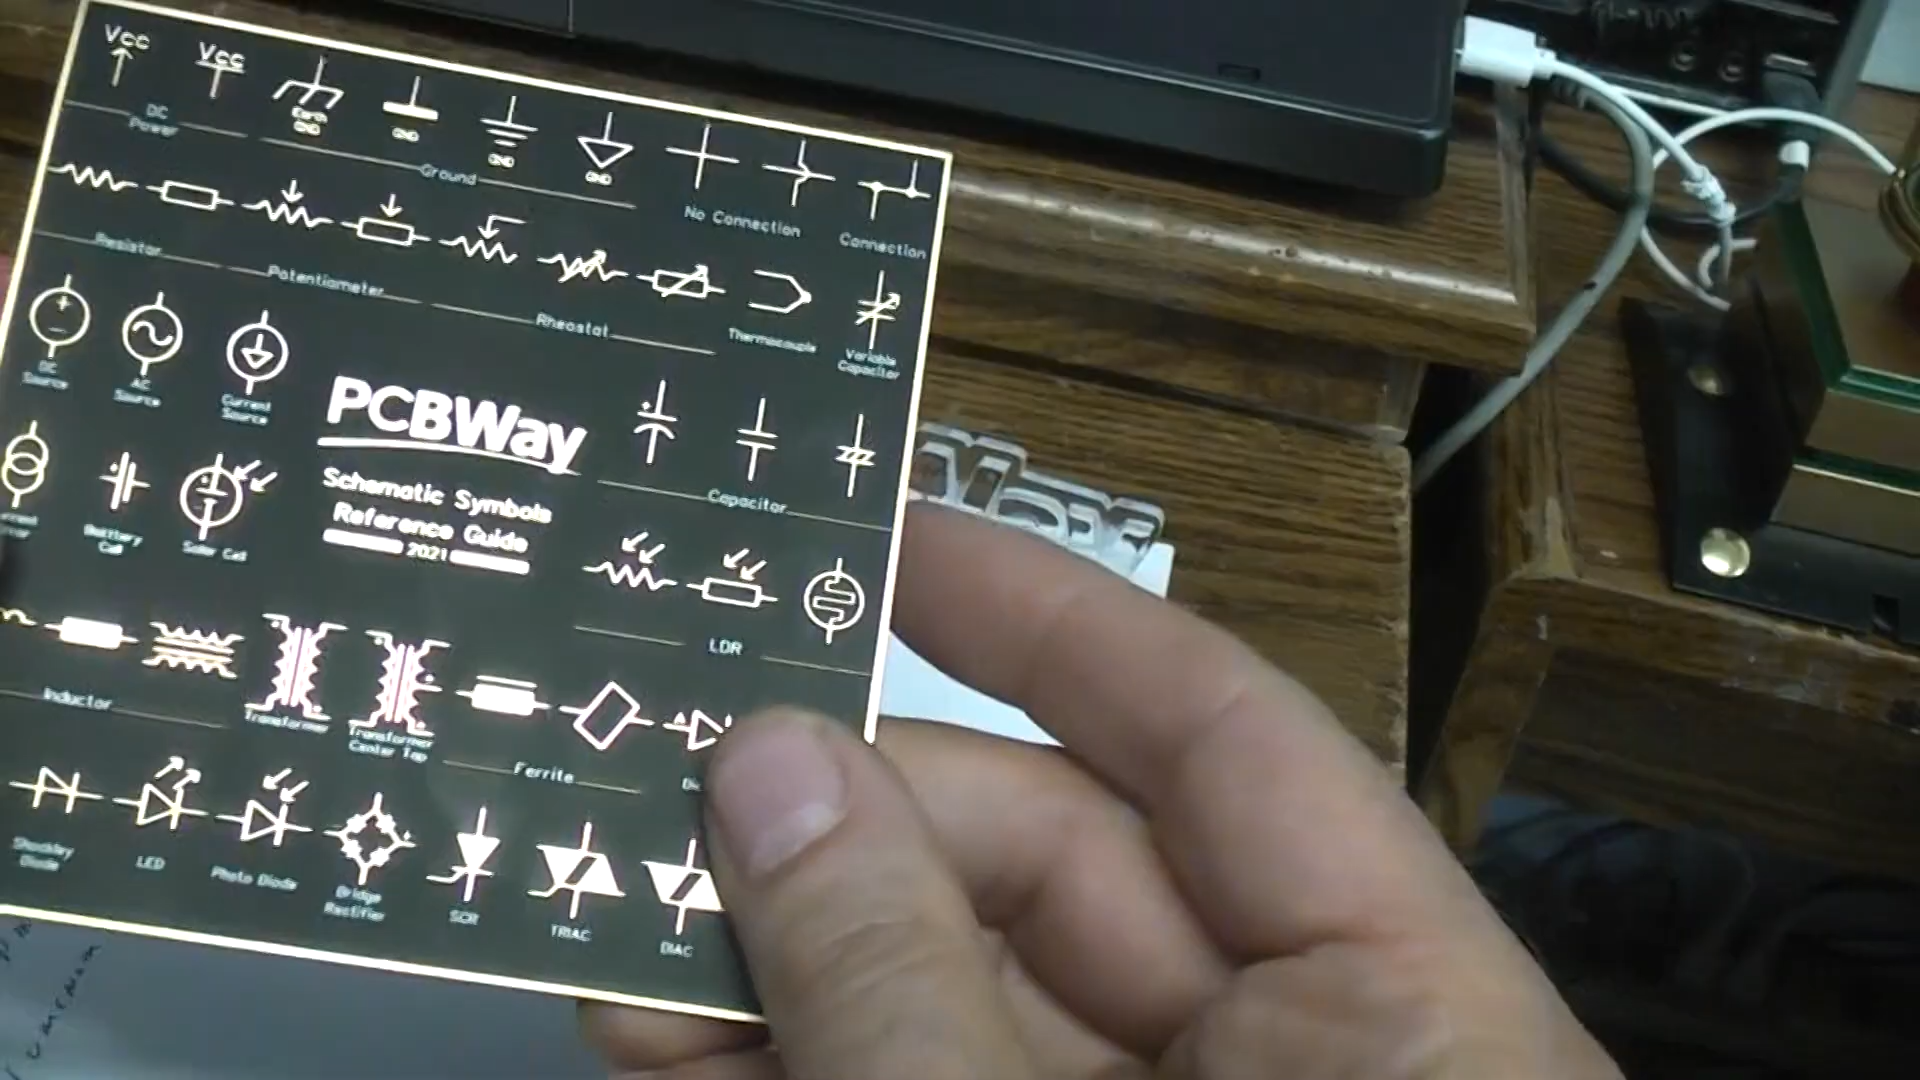 Vcc
Vcc
DC
Power
Earth
GND
GND
GND
GND
Ground
No Connection
Connection
Resistor
Potentiometer
Rheostat
Thermocouple
Variable
Capacitor
DC
Source
AC
Source
Current
Source
PCBWay
Schematic Symbols
Reference Guide
2021
Capacitor
Battery
Cell
Solar Cell
LDR
Inductor
Transformer
Transformer
Center Tap
Ferrite
Shockley
Diode
LED
Photo Diode
Bridge
Rectifier
SCR
TRIAC
DIAC